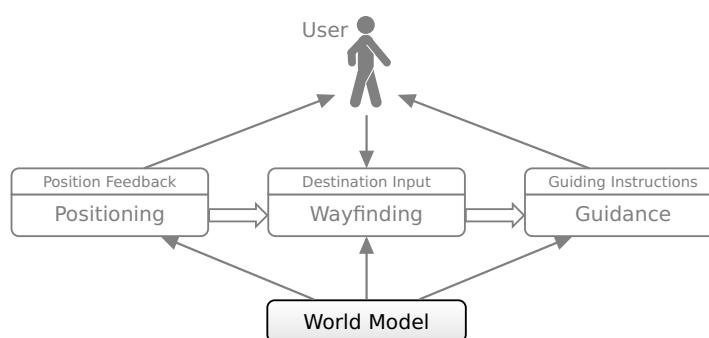 User
Position Feedback
Positioning
Destination Input
Wayfinding
Guiding Instructions
Guidance
World Model